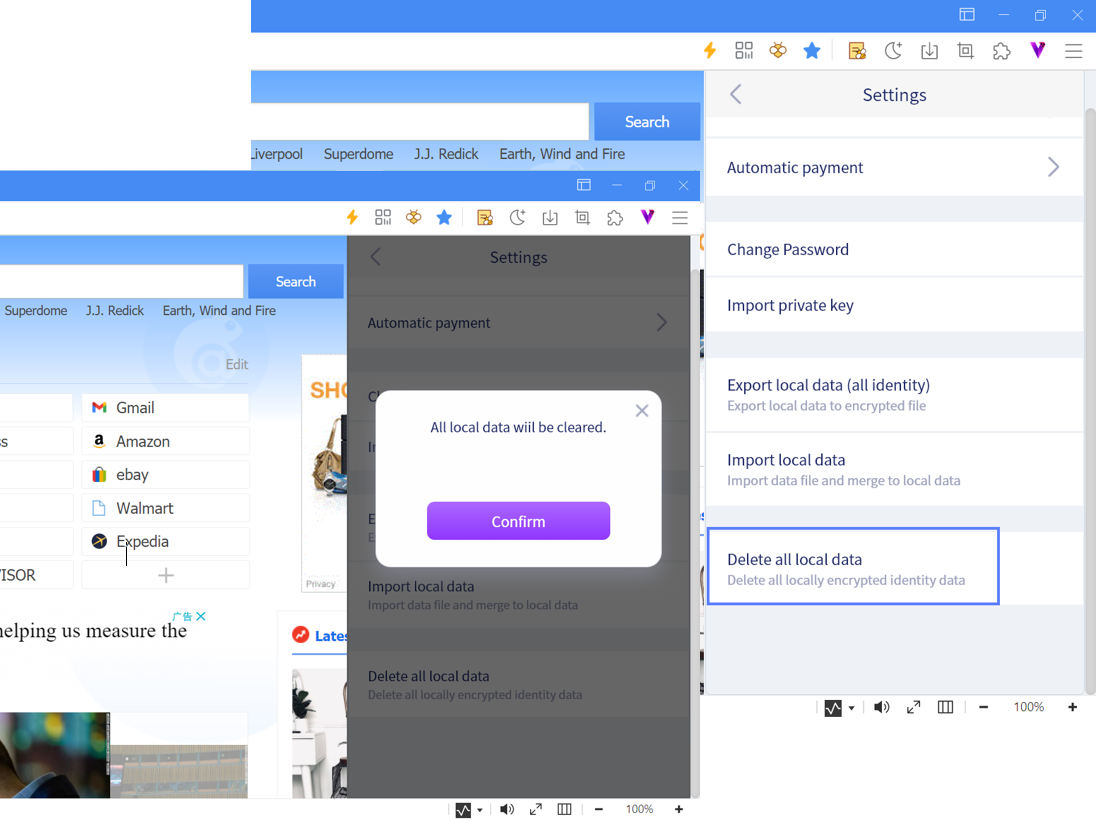 Search
Liverpool Superdome J.J. Redick Earth, Wind and Fire
Settings
Automatic payment
Change Password
Import private key
Export local data (all identity)
Export local data to encrypted file
Import local data
Import data file and merge to local data
Delete all local data
Delete all locally encrypted identity data
100%
Search
Superdome J.J. Redick Earth, Wind and Fire
Edit
Gmail
Amazon
ebay
Walmart
Expedia
广告
helping us measure the
SHO
Privacy
Lates
Settings
Automatic payment
All local data will be cleared.
Confirm
Import local data
Import data file and merge to local data
Delete all local data
Delete all locally encrypted identity data
100%